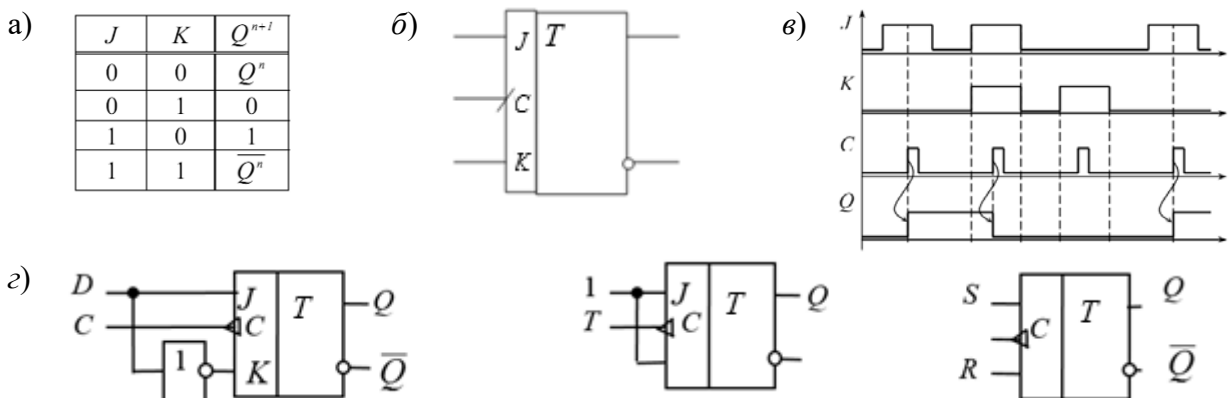 а)
J K Qⁿ⁺¹
0 0 Qⁿ
0 1 0
1 0 1
1 1 Q̅ⁿ
б)
J T
C
K
в)
J
K
C
Q
г)
D J T Q
C C
1 K Q̅
1 J T Q
T C
S T Q
C
R Q̅